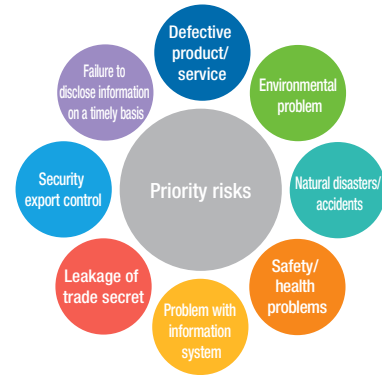 Defective
product/
service
Environmental
problem
Natural disasters/
accidents
Safety/
health
problems
Problem with
information
system
Leakage of
trade secret
Security
export control
Failure to
disclose information
on a timely basis
Priority risks